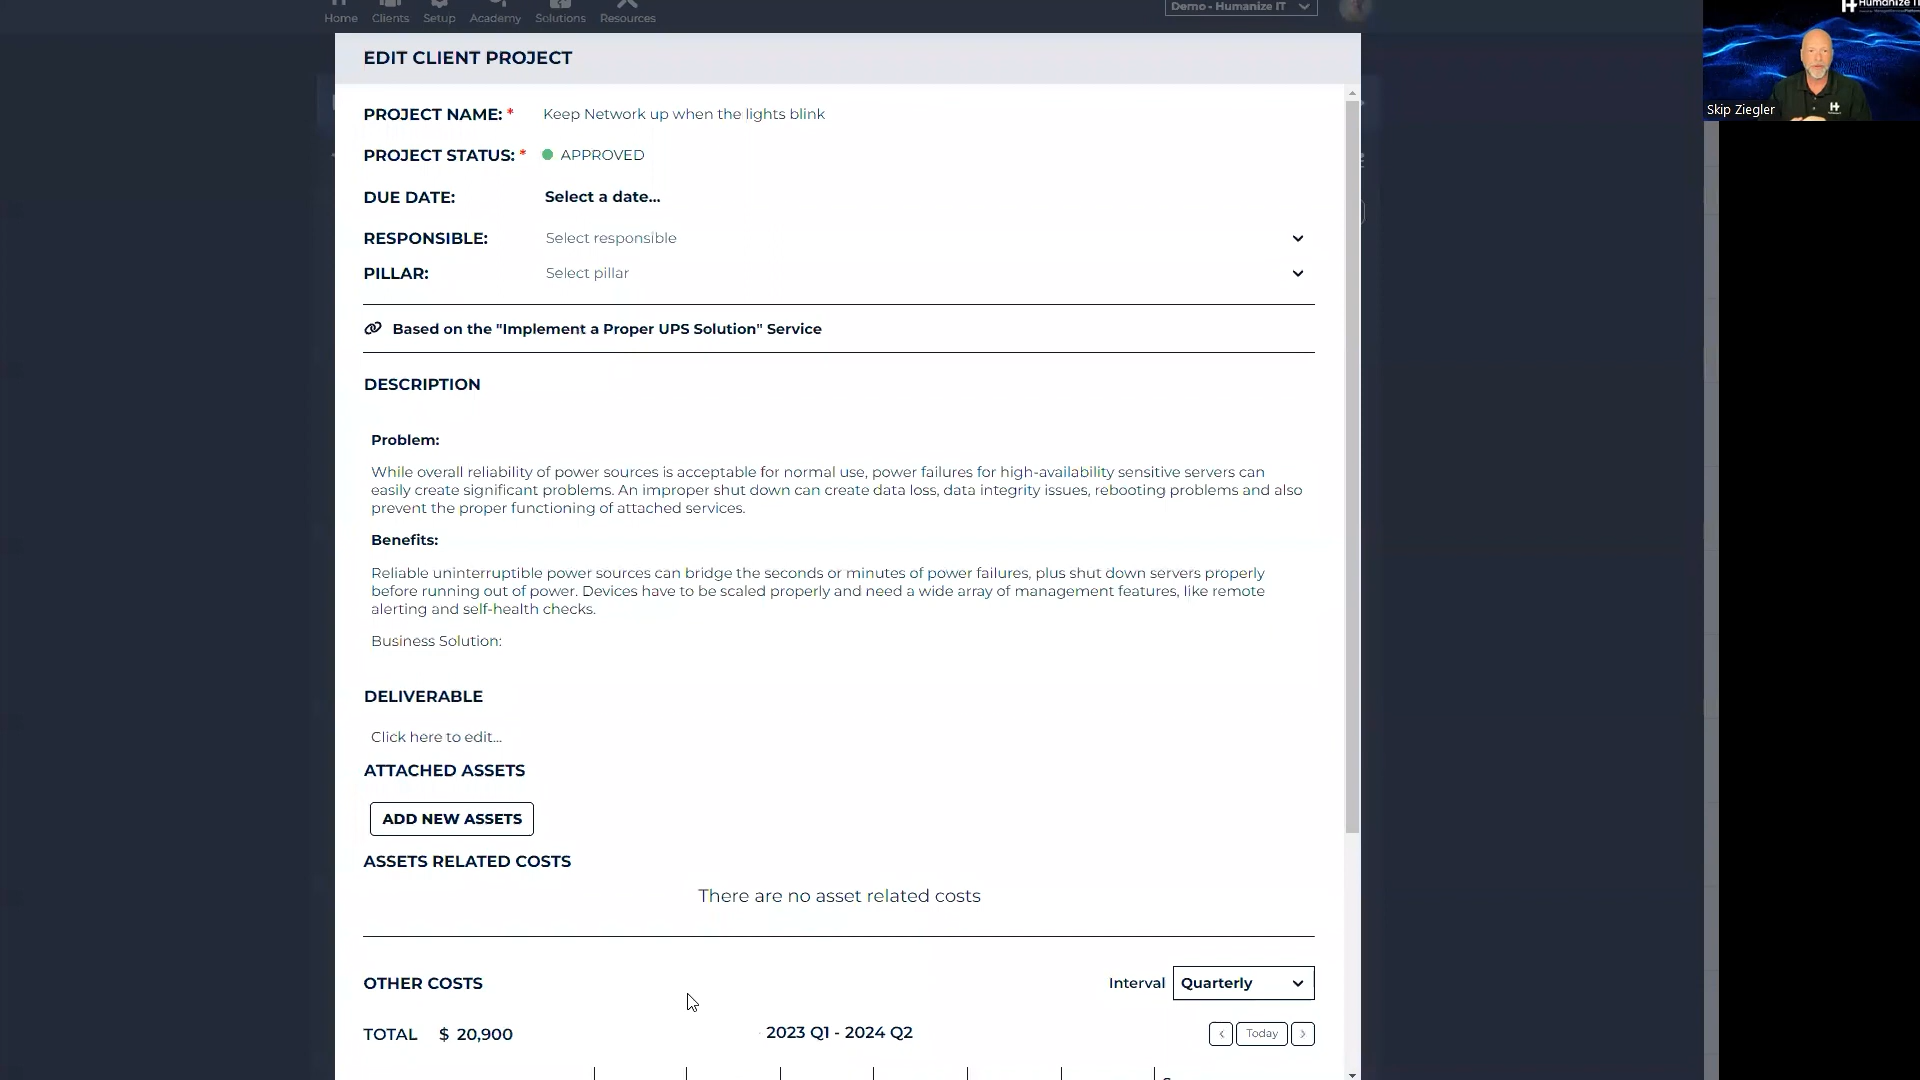 Home Clients Setup Academy Solutions Resources
Demo - Humanize IT
Humanize IT
EDIT CLIENT PROJECT
Skip Ziegler
PROJECT NAME: * Keep Network up when the lights blink
PROJECT STATUS: * APPROVED
DUE DATE: Select a date...
RESPONSIBLE: Select responsible
PILLAR: Select pillar
Based on the "Implement a Proper UPS Solution" Service
DESCRIPTION
Problem:
While overall reliability of power sources is acceptable for normal use, power failures for high-availability sensitive servers can
easily create significant problems. An improper shut down can create data loss, data integrity issues, rebooting problems and also
prevent the proper functioning of attached services.
Benefits:
Reliable uninterruptible power sources can bridge the seconds or minutes of power failures, plus shut down servers properly
before running out of power. Devices have to be scaled properly and need a wide array of management features, like remote
alerting and self-health checks.
Business Solution:
DELIVERABLE
Click here to edit...
ATTACHED ASSETS
ADD NEW ASSETS
ASSETS RELATED COSTS
There are no asset related costs
OTHER COSTS Interval Quarterly
TOTAL $ 20,900 2023 Q1 - 2024 Q2 < Today >